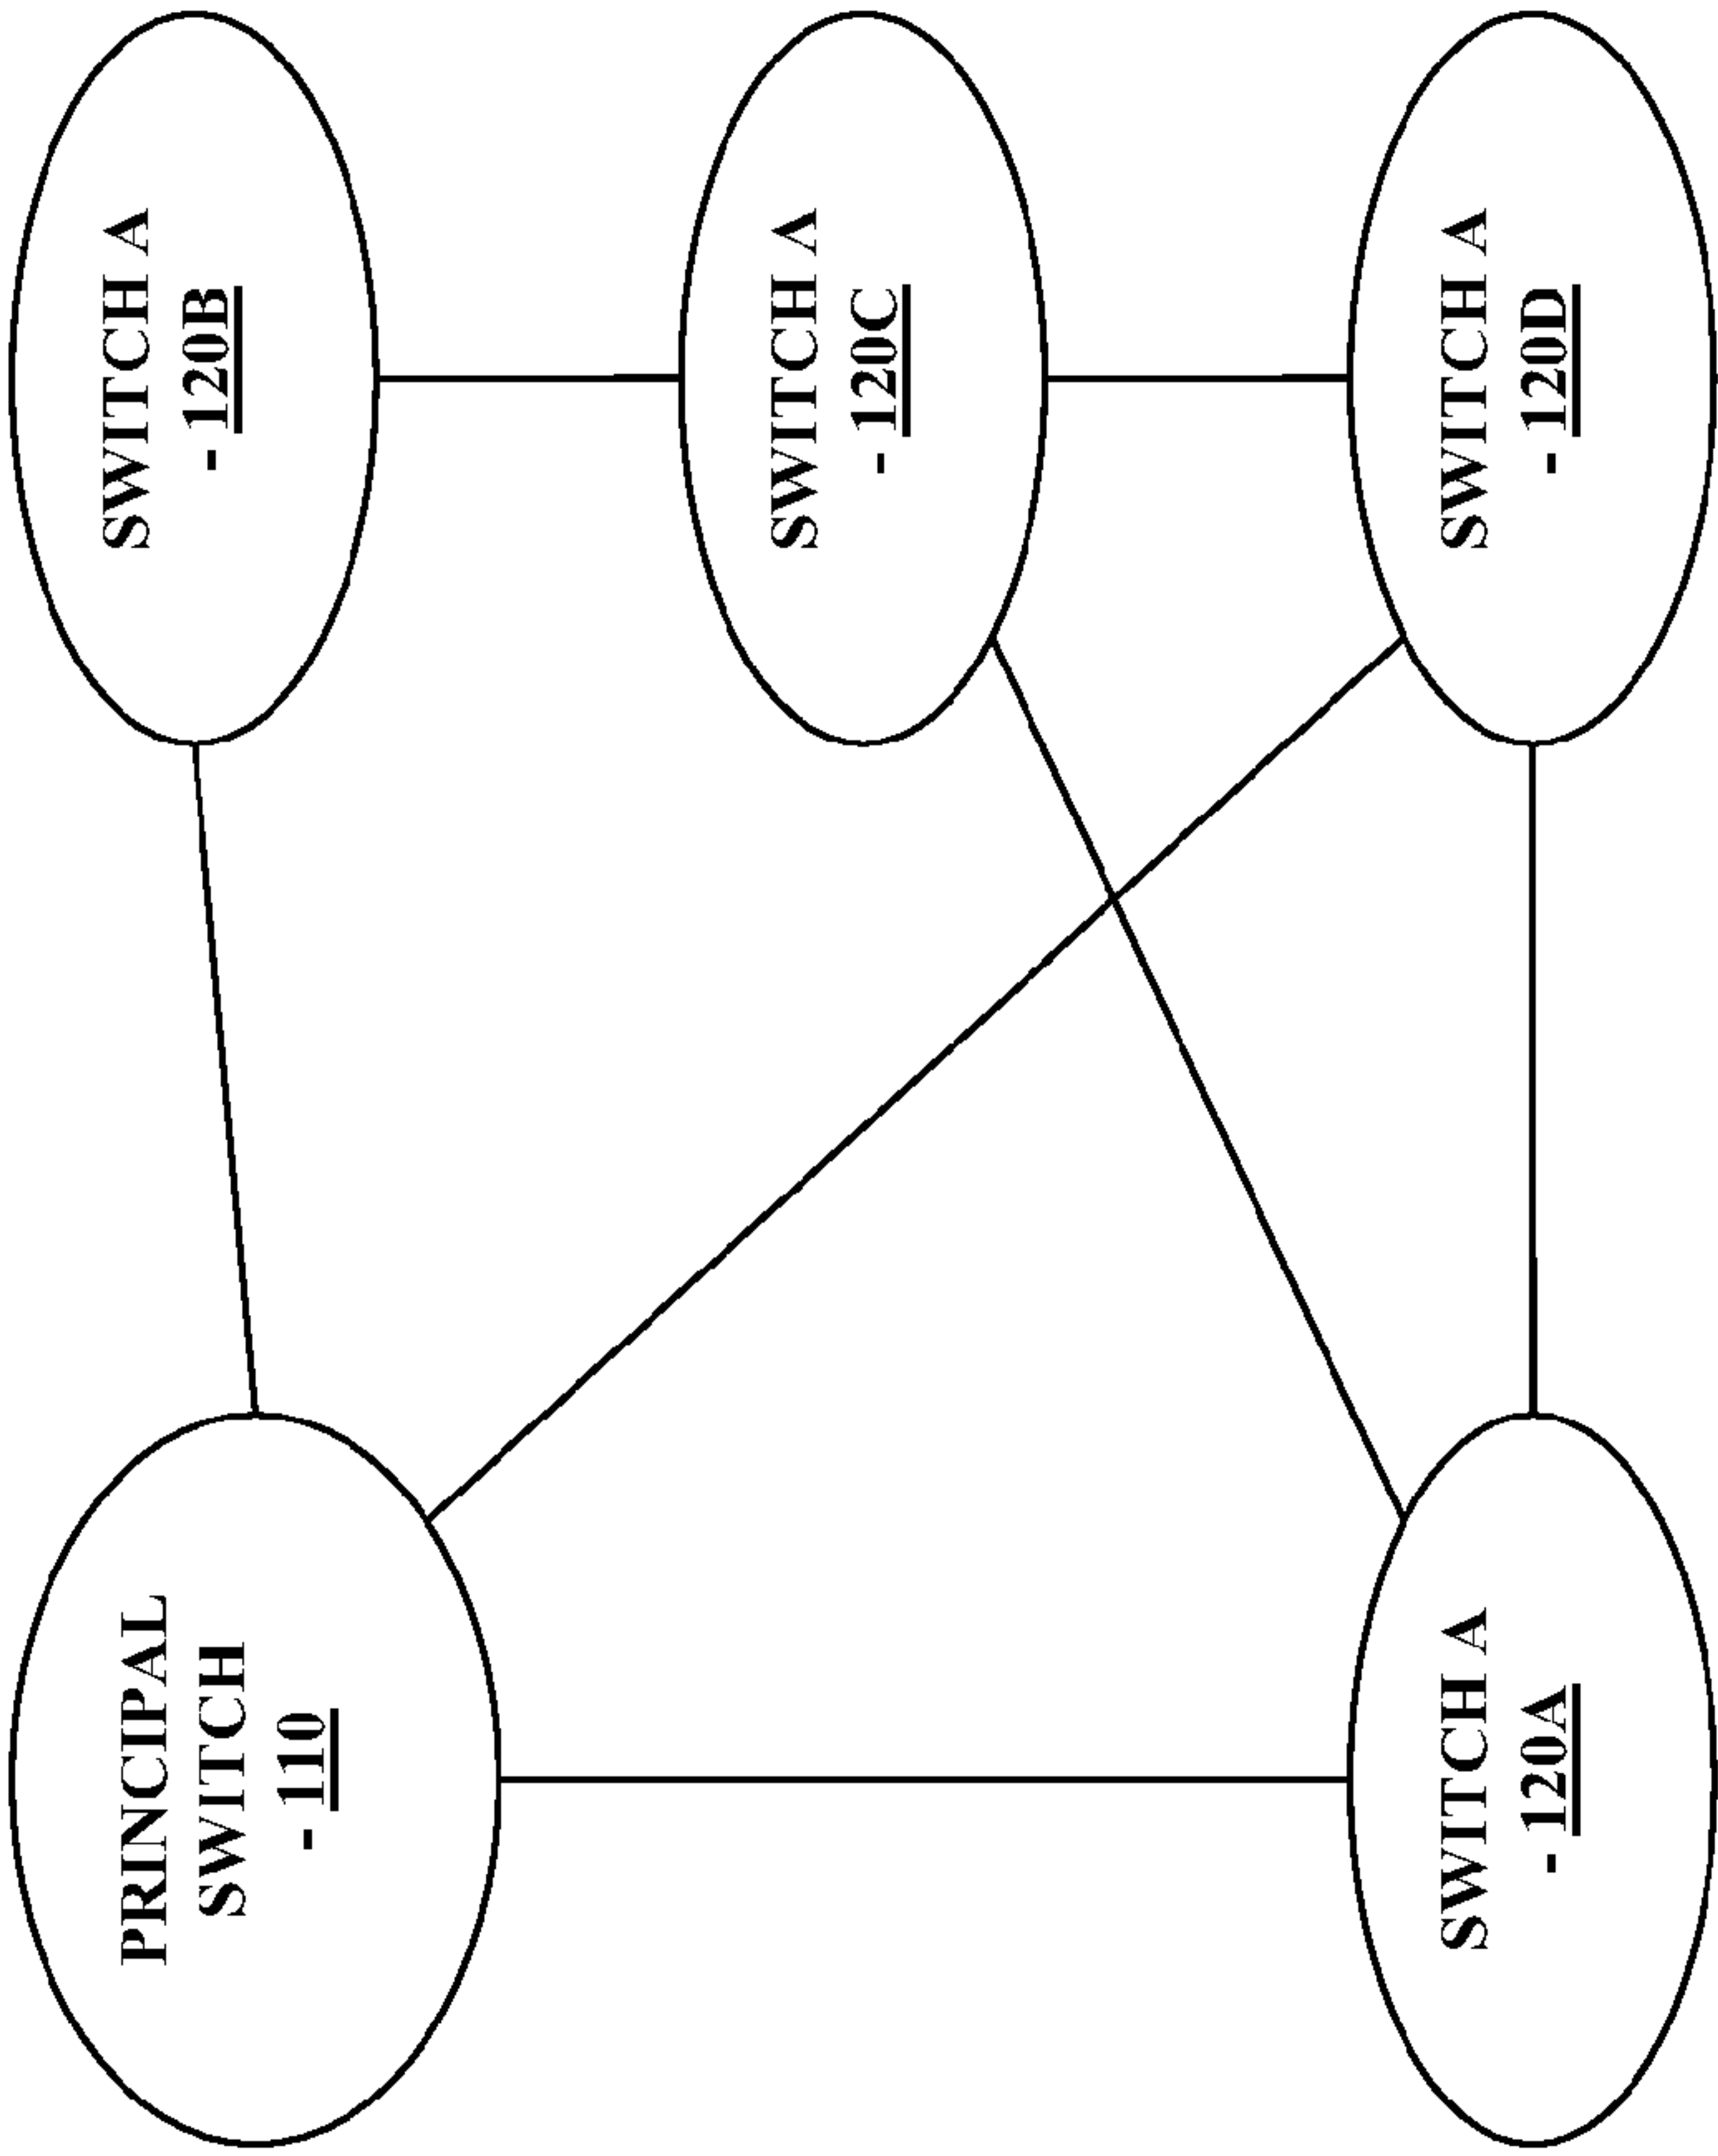 PRINCIPAL
SWITCH
- 110
SWITCH A
- 120B
SWITCH A
- 120C
SWITCH A
- 120A
SWITCH A
- 120D